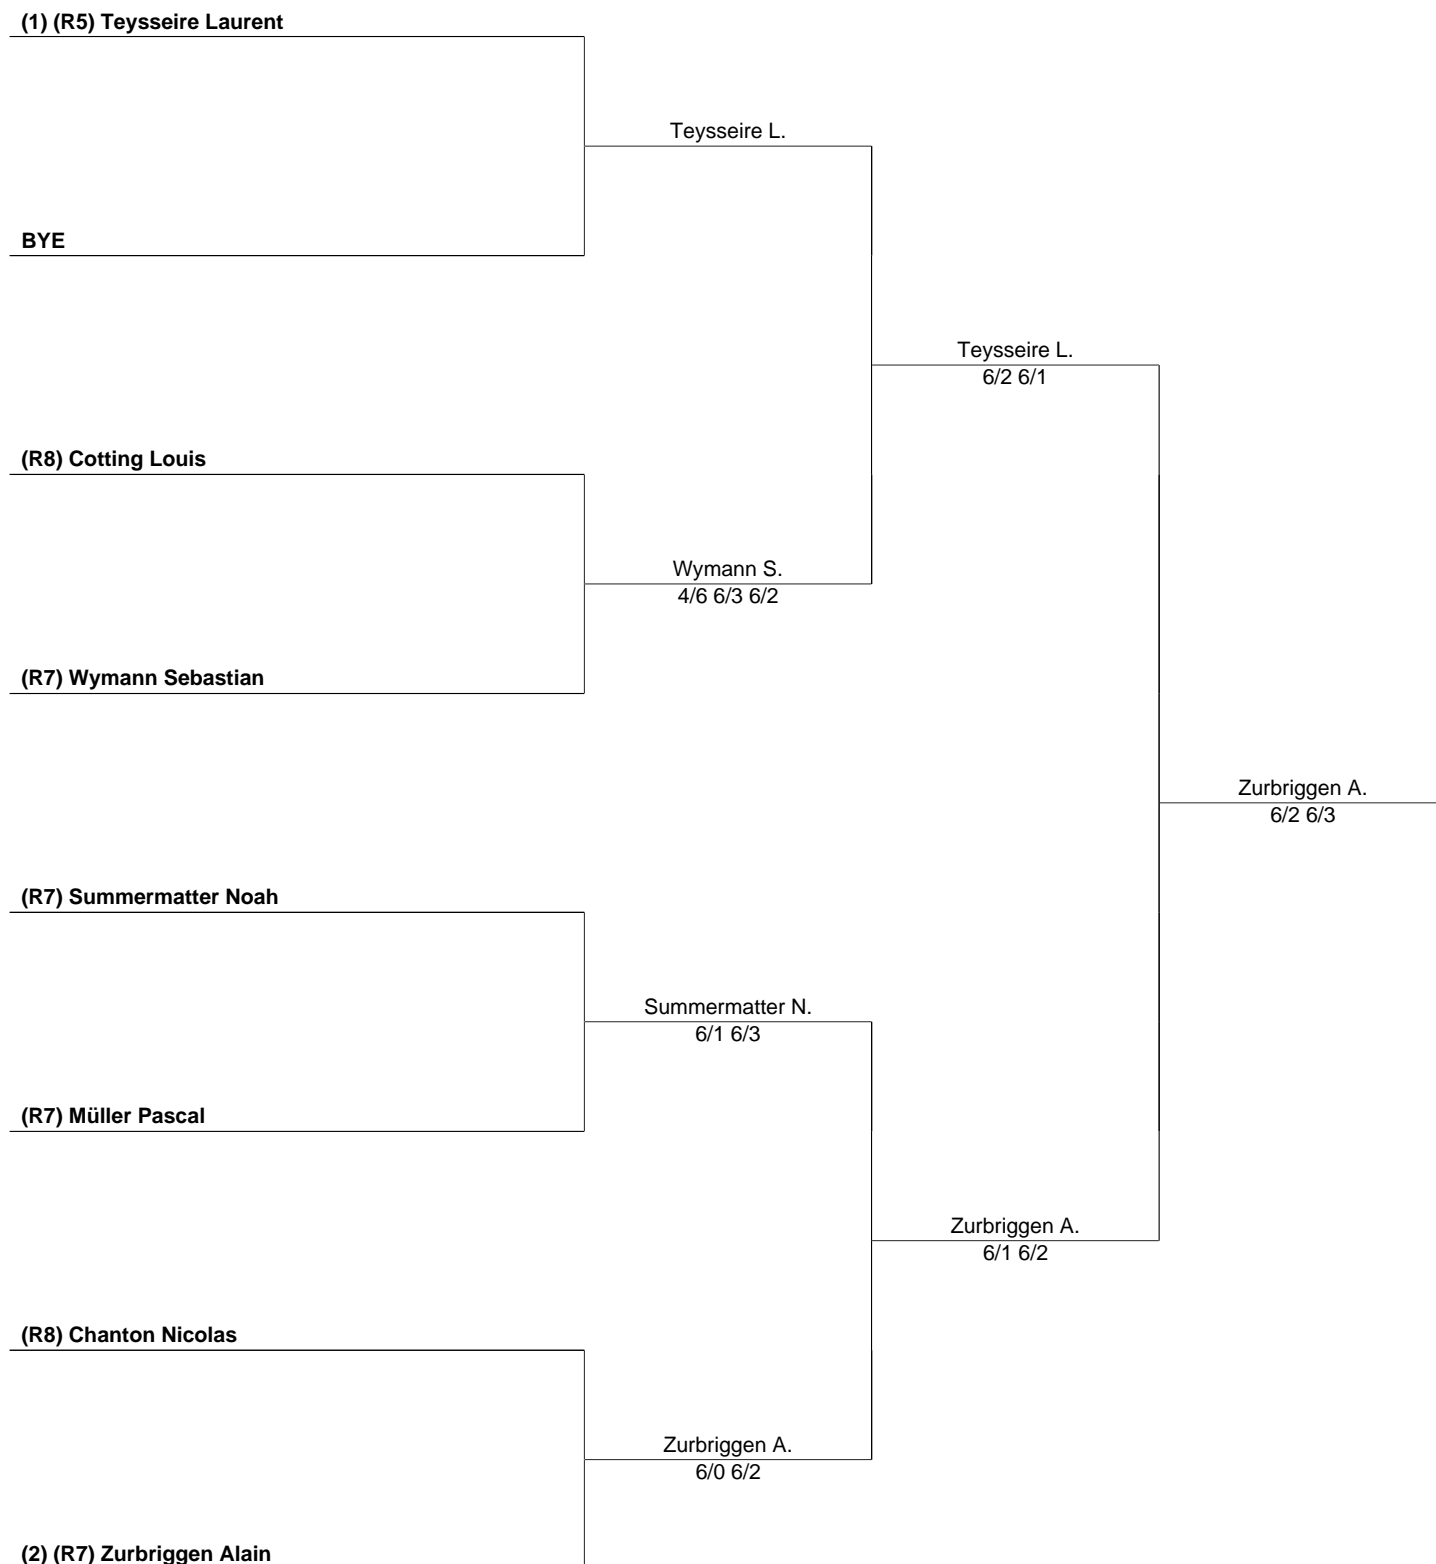 (1) (R5) Teysseire Laurent
Teysseire L.
BYE
Teysseire L.
6/2 6/1
(R8) Cotting Louis
Wymann S.
4/6 6/3 6/2
(R7) Wymann Sebastian
Zurbriggen A.
6/2 6/3
(R7) Summermatter Noah
Summermatter N.
6/1 6/3
(R7) Müller Pascal
Zurbriggen A.
6/1 6/2
(R8) Chanton Nicolas
Zurbriggen A.
6/0 6/2
(2) (R7) Zurbriggen Alain